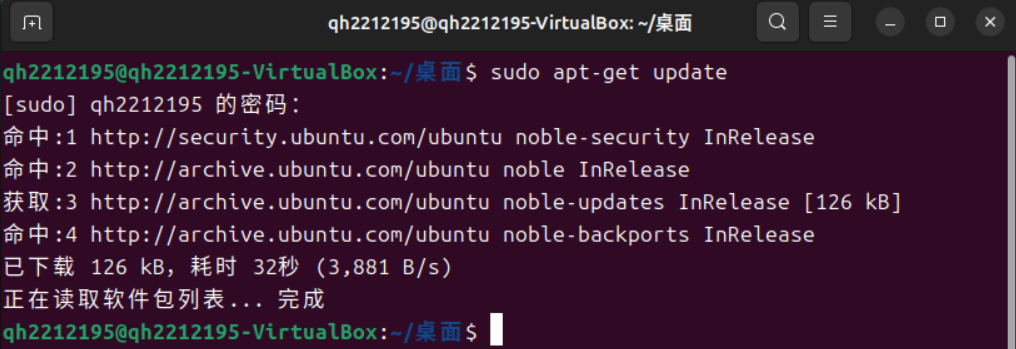 qh2212195@qh2212195-VirtualBox: ~/桌面
qh2212195@qh2212195-VirtualBox:~/桌面$ sudo apt-get update
[sudo] qh2212195 的密码：
命中:1 http://security.ubuntu.com/ubuntu noble-security InRelease
命中:2 http://archive.ubuntu.com/ubuntu noble InRelease
获取:3 http://archive.ubuntu.com/ubuntu noble-updates InRelease [126 kB]
命中:4 http://archive.ubuntu.com/ubuntu noble-backports InRelease
已下载 126 kB，耗时 32秒 (3,881 B/s)
正在读取软件包列表... 完成
qh2212195@qh2212195-VirtualBox:~/桌面$